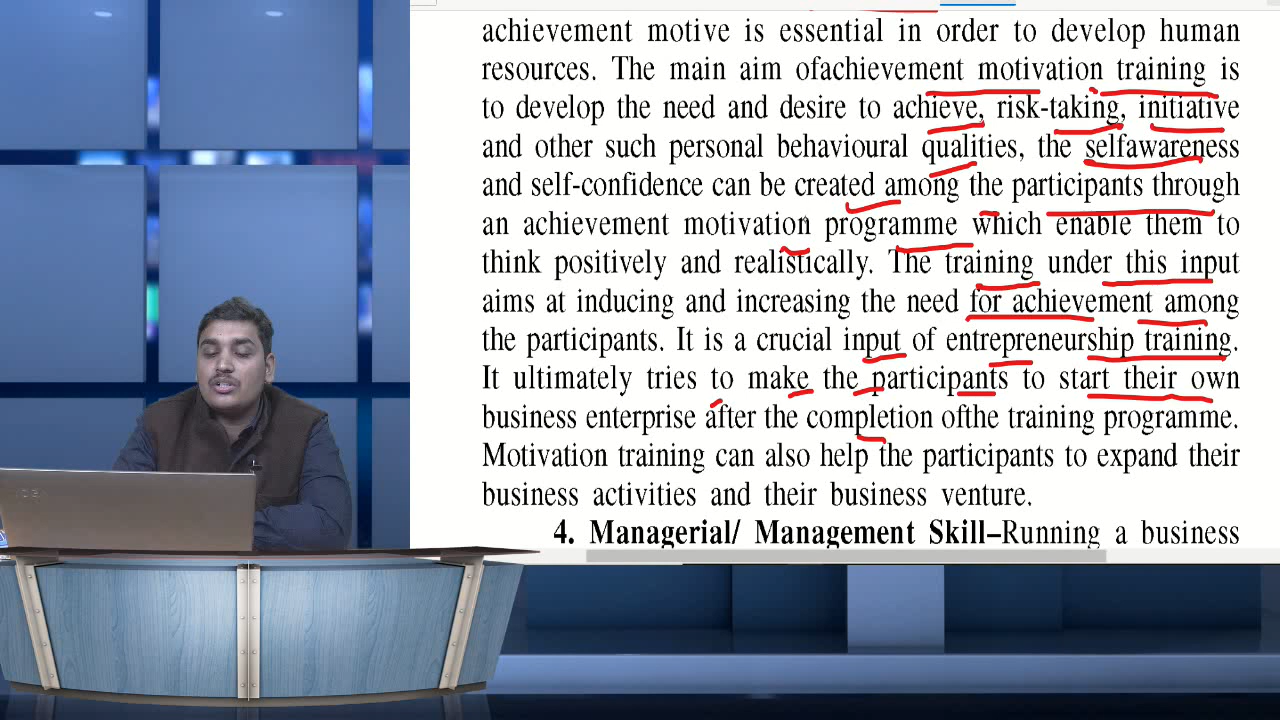 achievement motive is essential in order to develop human
resources. The main aim ofachievement motivation training is
to develop the need and desire to achieve, risk-taking, initiative
and other such personal behavioural qualities, the selfawareness
and self-confidence can be created among the participants through
an achievement motivation programme which enable them to
think positively and realistically. The training under this input
aims at inducing and increasing the need for achievement among
the participants. It is a crucial input of entrepreneurship training.
It ultimately tries to make the participants to start their own
business enterprise after the completion ofthe training programme.
Motivation training can also help the participants to expand their
business activities and their business venture.
4. Managerial/ Management Skill–Running a business